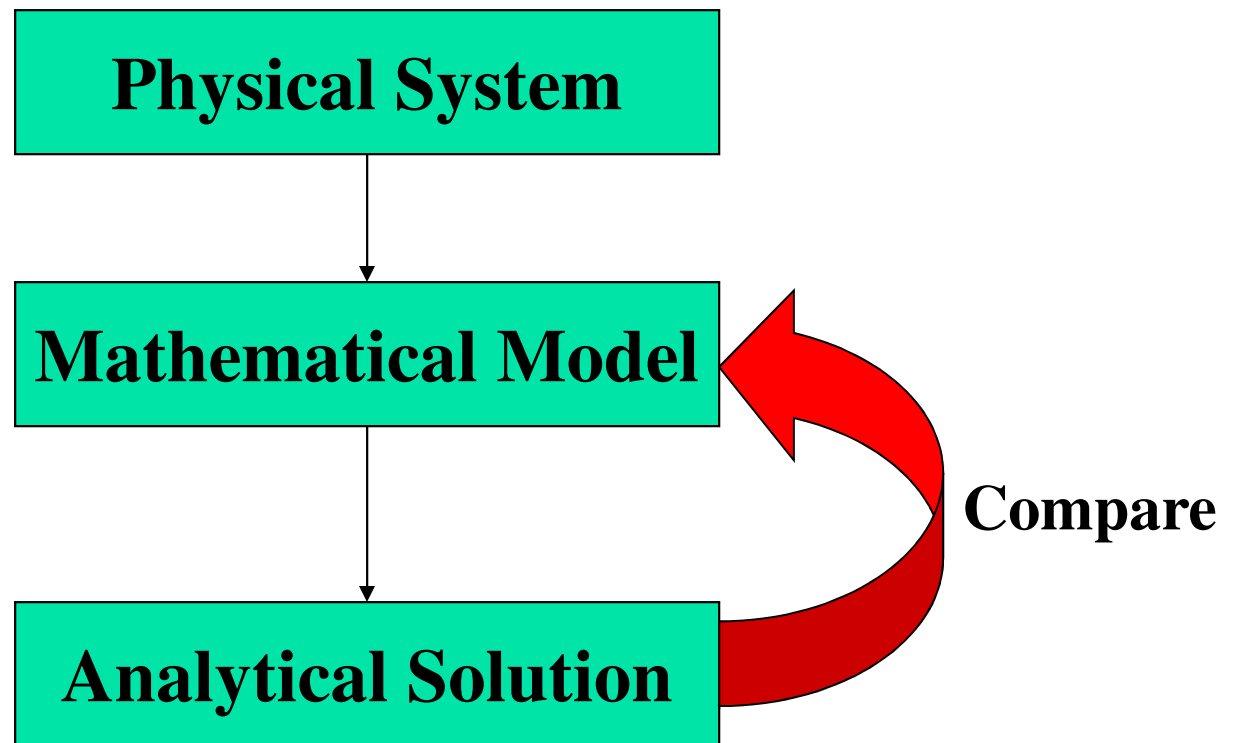 Physical System
Mathematical Model
Compare
Analytical Solution